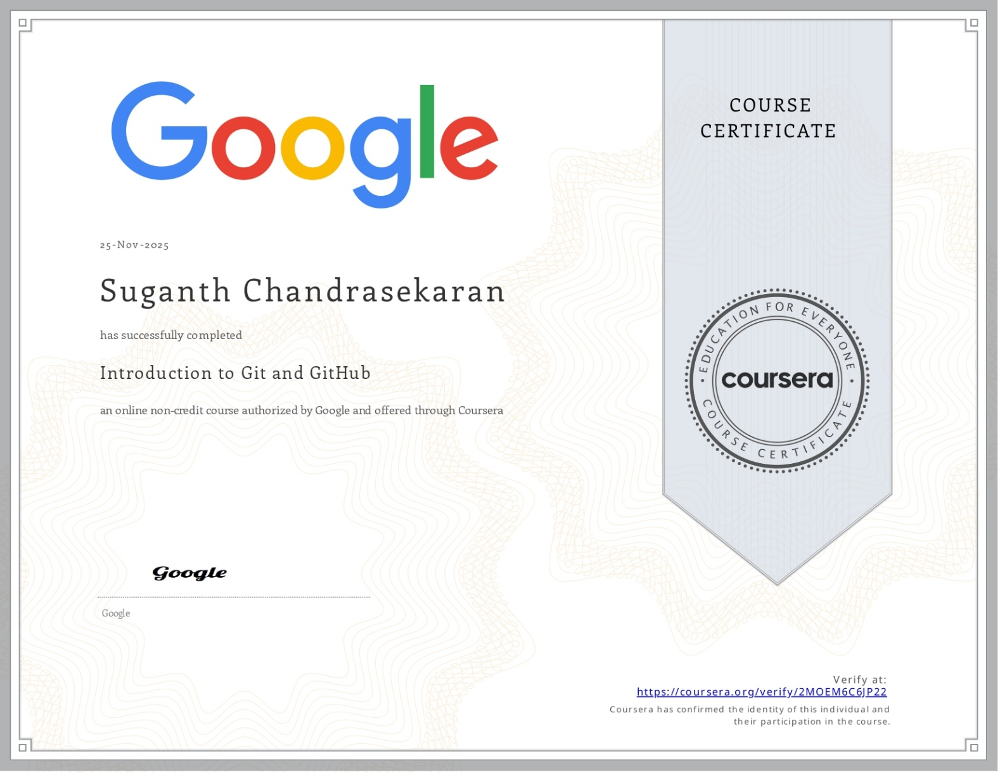 Google
COURSE
CERTIFICATE
25-Nov-2025
Suganth Chandrasekaran
has successfully completed
Introduction to Git and GitHub
an online non-credit course authorized by Google and offered through Coursera
EDUCATION FOR EVERYONE
coursera
COURSE CERTIFICATE
Google
Google
Verify at:
https://coursera.org/verify/2MOEM6C6JP22
Coursera has confirmed the identity of this individual and
their participation in the course.